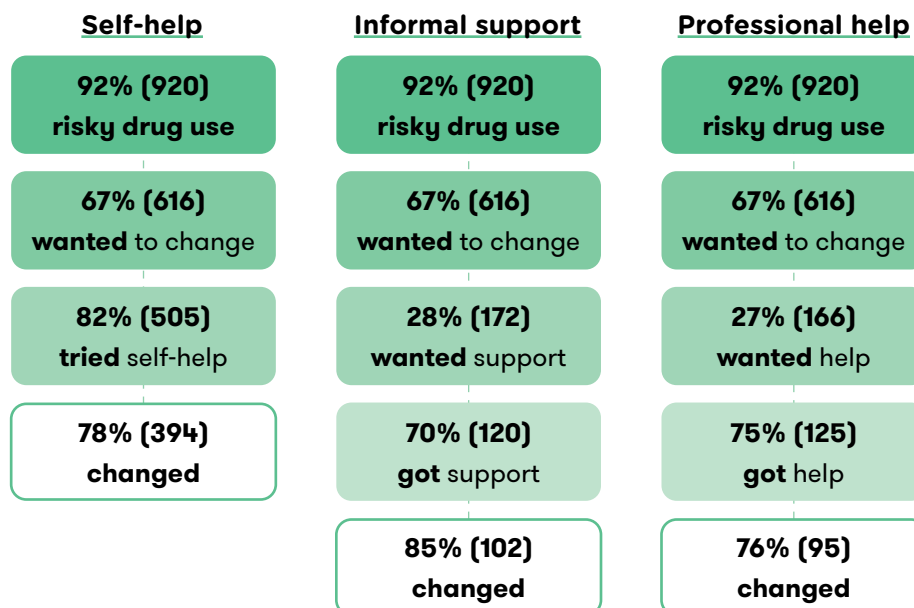 Self-help
92% (920)
risky drug use
67% (616)
wanted to change
82% (505)
tried self-help
78% (394)
changed
Informal support
92% (920)
risky drug use
67% (616)
wanted to change
28% (172)
wanted support
70% (120)
got support
85% (102)
changed
Professional help
92% (920)
risky drug use
67% (616)
wanted to change
27% (166)
wanted help
75% (125)
got help
76% (95)
changed